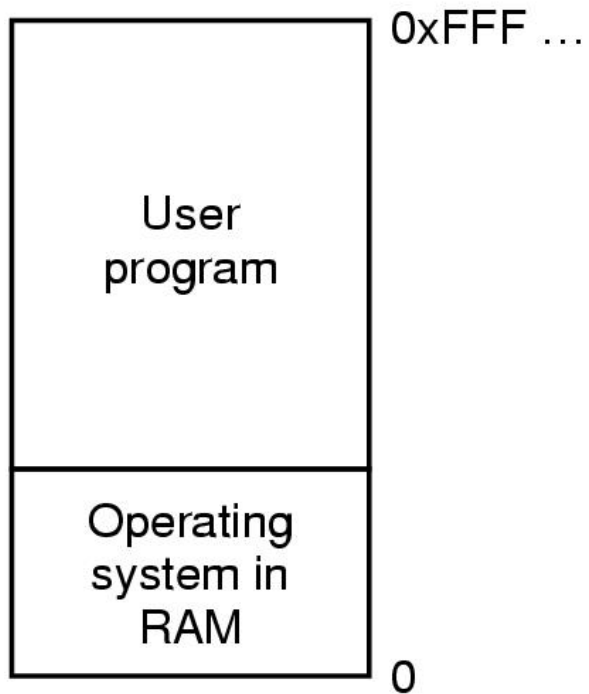 0xFFF …
User
program
Operating
system in
RAM
0